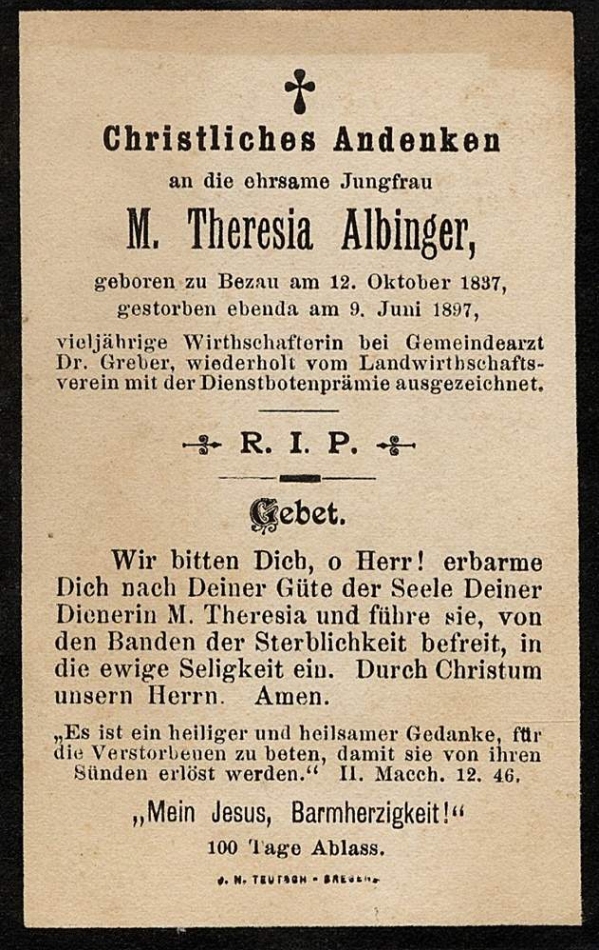 Christliches Andenken
an die ehrsame Jungfrau
M. Theresia Albinger,
geboren zu Bezau am 12. Oktober 1837,
gestorben ebenda am 9. Juni 1897,
vieljährige Wirthschafterin bei Gemeindearzt
Dr. Greber, wiederholt vom Landwirthschafts-
verein mit der Dienstbotenprämie ausgezeichnet.
R. I. P.
Gebet.
Wir bitten Dich, o Herr! erbarme
Dich nach Deiner Güte der Seele Deiner
Dienerin M. Theresia und führe sie, von
den Banden der Sterblichkeit befreit, in
die ewige Seligkeit ein. Durch Christum
unsern Herrn. Amen.
„Es ist ein heiliger und heilsamer Gedanke, für
die Verstorbenen zu beten, damit sie von ihren
Sünden erlöst werden.“ II. Macch. 12. 46.
„Mein Jesus, Barmherzigkeit!“
100 Tage Ablass.
J. N. TEUTSCH - BREGENZ